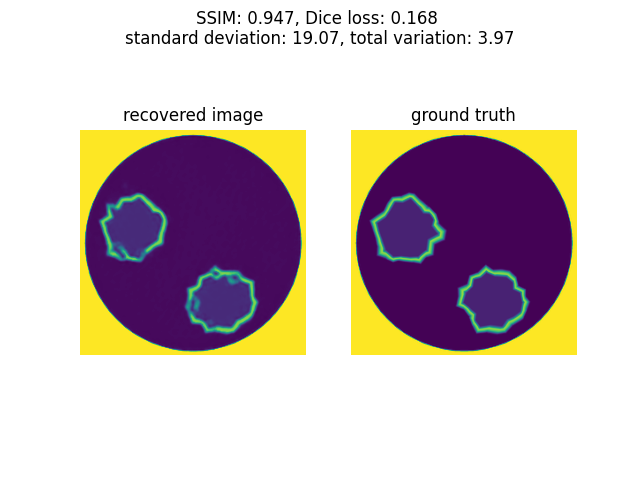 SSIM: 0.947, Dice loss: 0.168
standard deviation: 19.07, total variation: 3.97
recovered image
ground truth